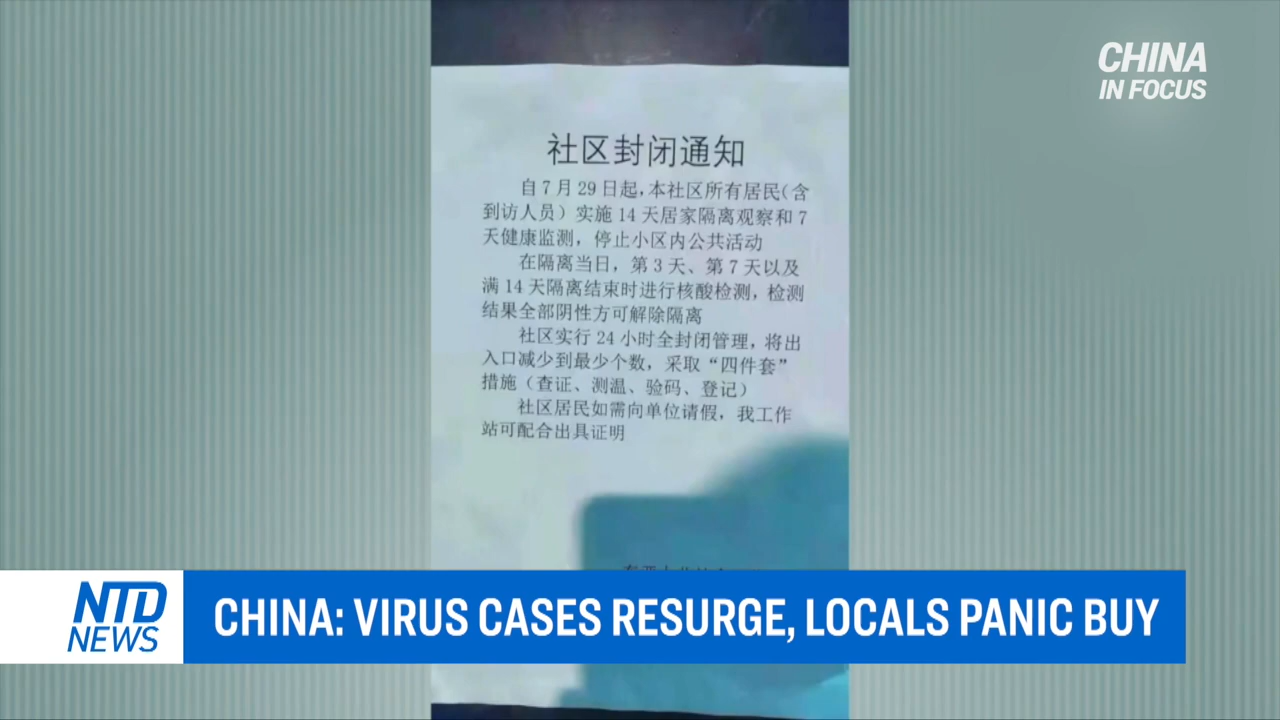 CHINA
IN FOCUS
社区封闭通知
自7月29日起,本社区所有居民(含
到访人员)实施14天居家隔离观察和7
天健康监测，停止小区内公共活动
在隔离当日，第3天、第7天以及
满14天隔离结束时进行核酸检测，检测
结果全部阴性方可解除隔离
社区实行24小时全封闭管理，将出
入口减少到最少个数，采取“四件套”
措施（查证、测温、验码、登记）
社区居民如需向单位请假，我工作
站可配合出具证明
NTD
NEWS
CHINA: VIRUS CASES RESURGE, LOCALS PANIC BUY